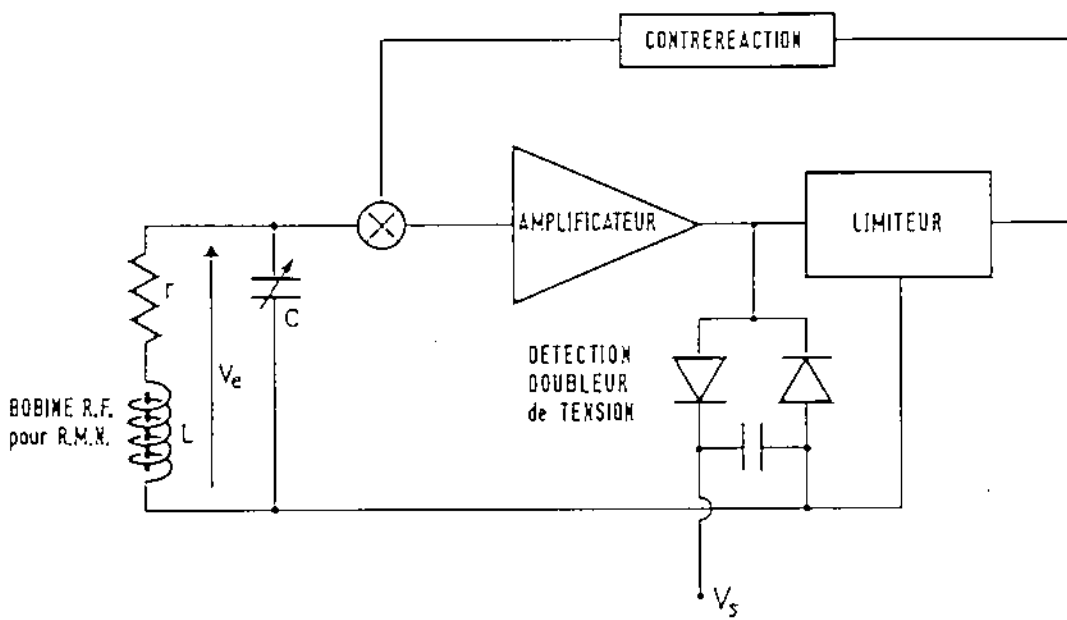 CONTREREACTION
AMPLIFICATEUR
LIMITEUR
r
C
Ve
DETECTION
DOUBLEUR
de TENSION
BOBINE R.F.
pour R.M.N.
L
Vs